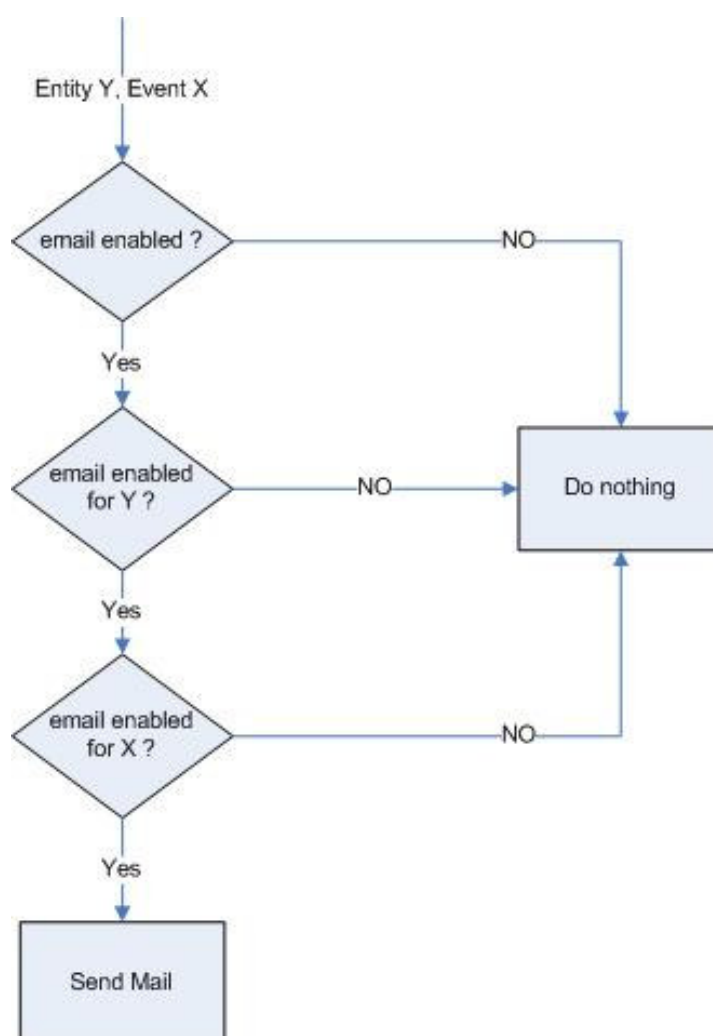 Entity Y, Event X
email enabled ?
NO
Yes
email enabled
for Y ?
NO
Do nothing
Yes
email enabled
for X ?
NO
Yes
Send Mail